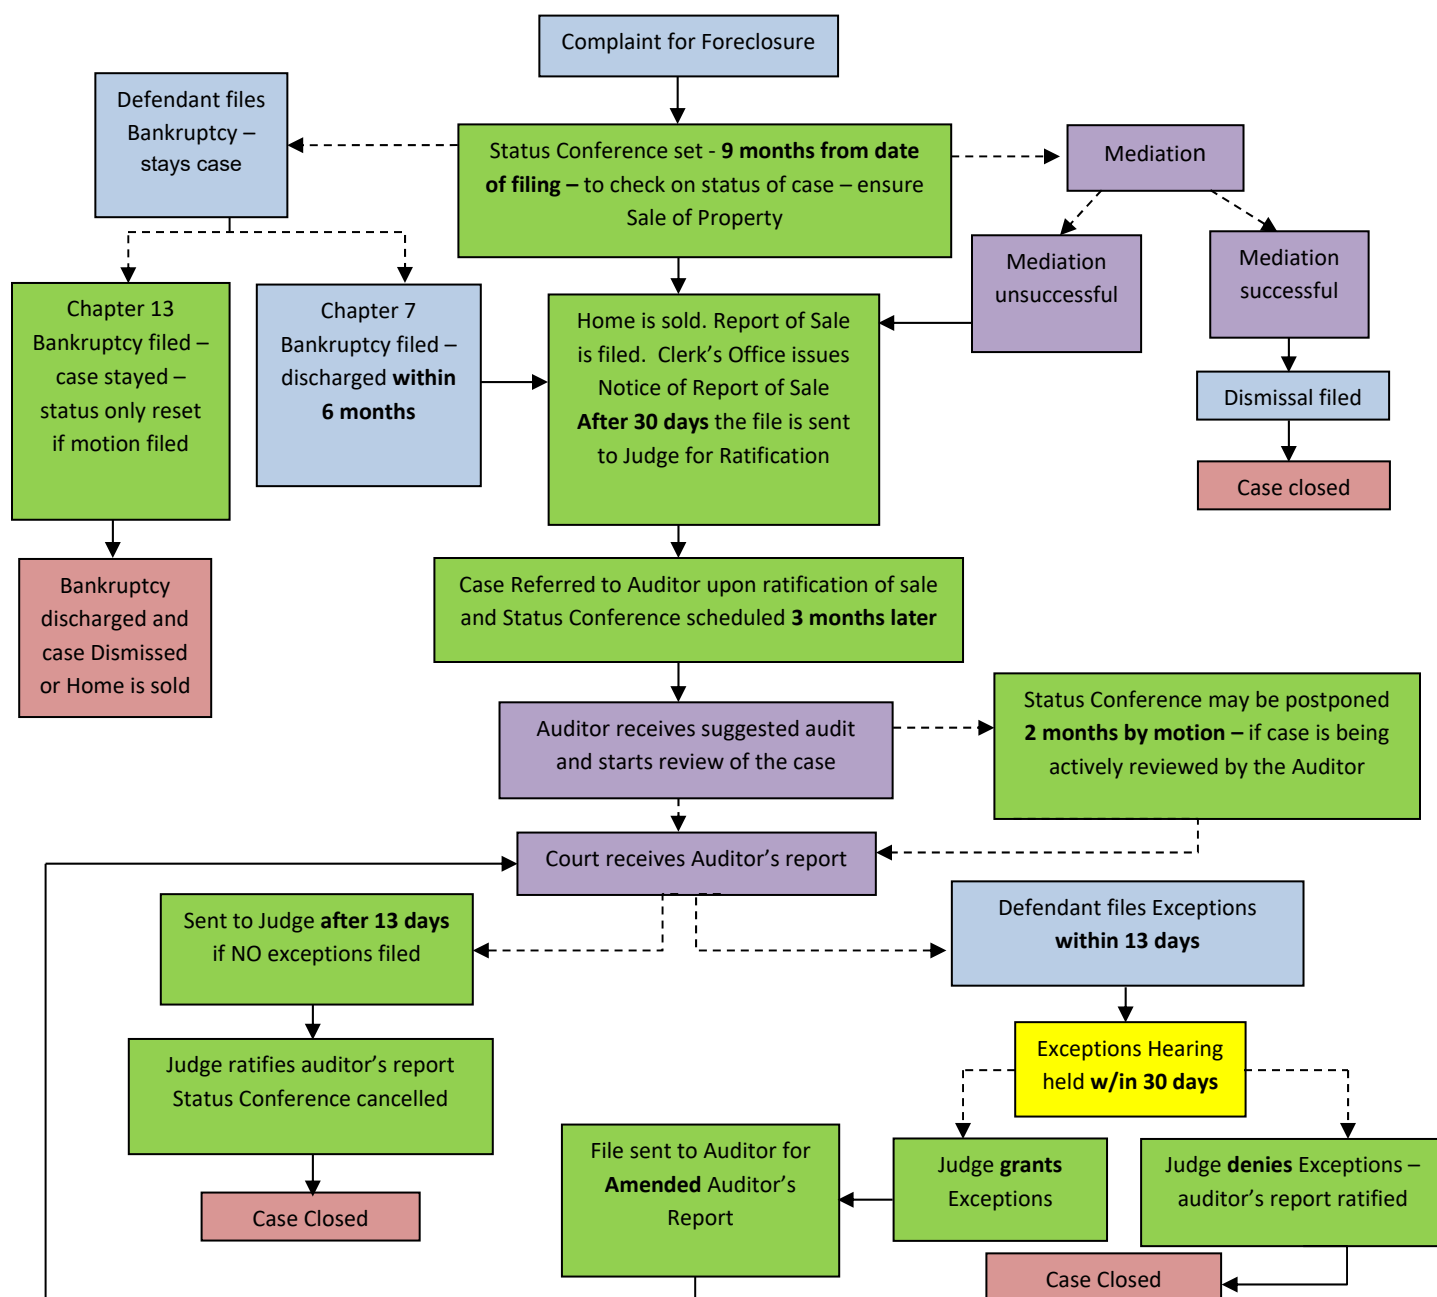 Complaint for Foreclosure
Defendant files
Bankruptcy –
stays case
Status Conference set - 9 months from date
of filing – to check on status of case – ensure
Sale of Property
Mediation
Mediation
unsuccessful
Mediation
successful
Chapter 13
Bankruptcy filed –
case stayed –
status only reset
if motion filed
Chapter 7
Bankruptcy filed –
discharged within
6 months
Home is sold. Report of Sale
is filed.  Clerk’s Office issues
Notice of Report of Sale
After 30 days the file is sent
to Judge for Ratification
Dismissal filed
Case closed
Bankruptcy
discharged and
case Dismissed
or Home is sold
Case Referred to Auditor upon ratification of sale
and Status Conference scheduled 3 months later
Auditor receives suggested audit
and starts review of the case
Status Conference may be postponed
2 months by motion – if case is being
actively reviewed by the Auditor
Court receives Auditor’s report
Sent to Judge after 13 days
if NO exceptions filed
Defendant files Exceptions
within 13 days
Judge ratifies auditor’s report
Status Conference cancelled
Exceptions Hearing
held w/in 30 days
File sent to Auditor for
Amended Auditor’s
Report
Judge grants
Exceptions
Judge denies Exceptions –
auditor’s report ratified
Case Closed
Case Closed